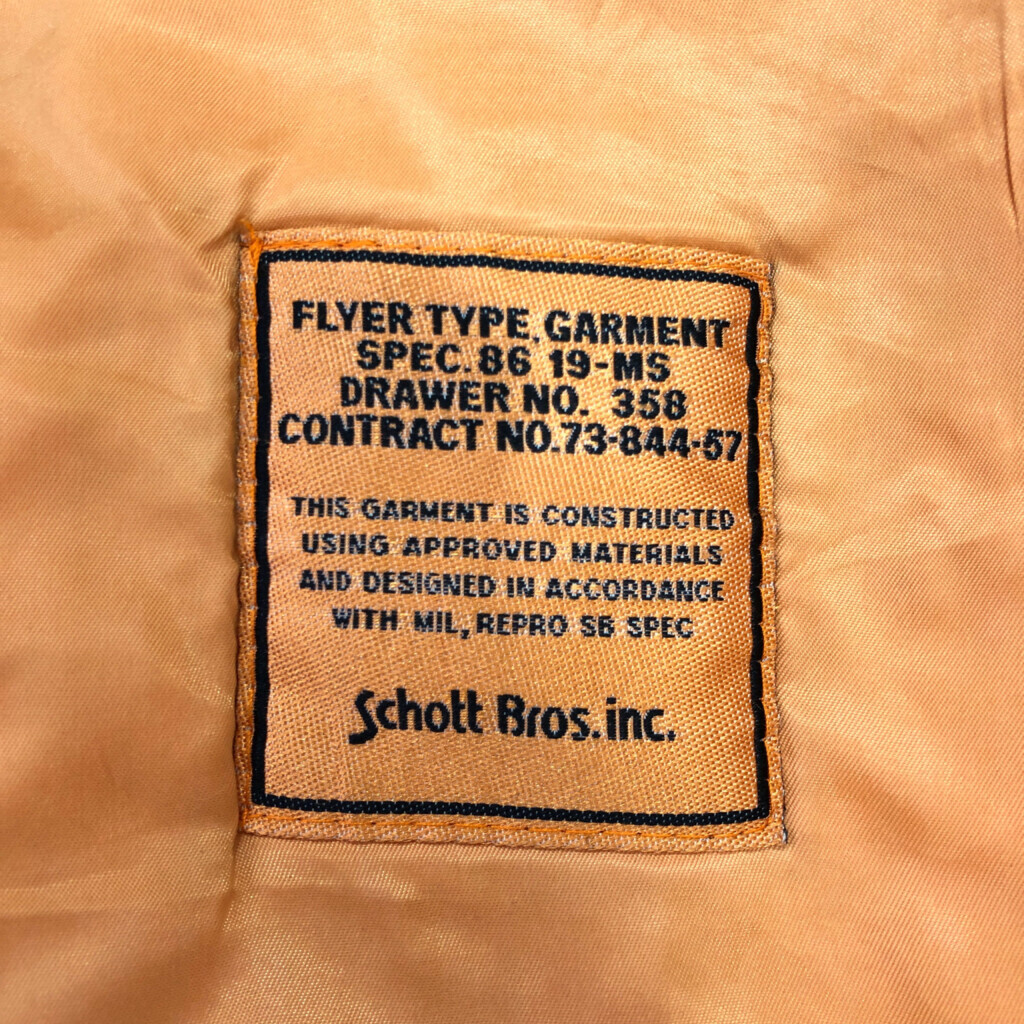 FLYER TYPE, GARMENT
SPEC. 86 19-MS
DRAWER NO. 358
CONTRACT NO.73-844-57
THIS GARMENT IS CONSTRUCTED
USING APPROVED MATERIALS
AND DESIGNED IN ACCORDANCE
WITH MIL, REPRO SB SPEC
Schott Bros. inc.